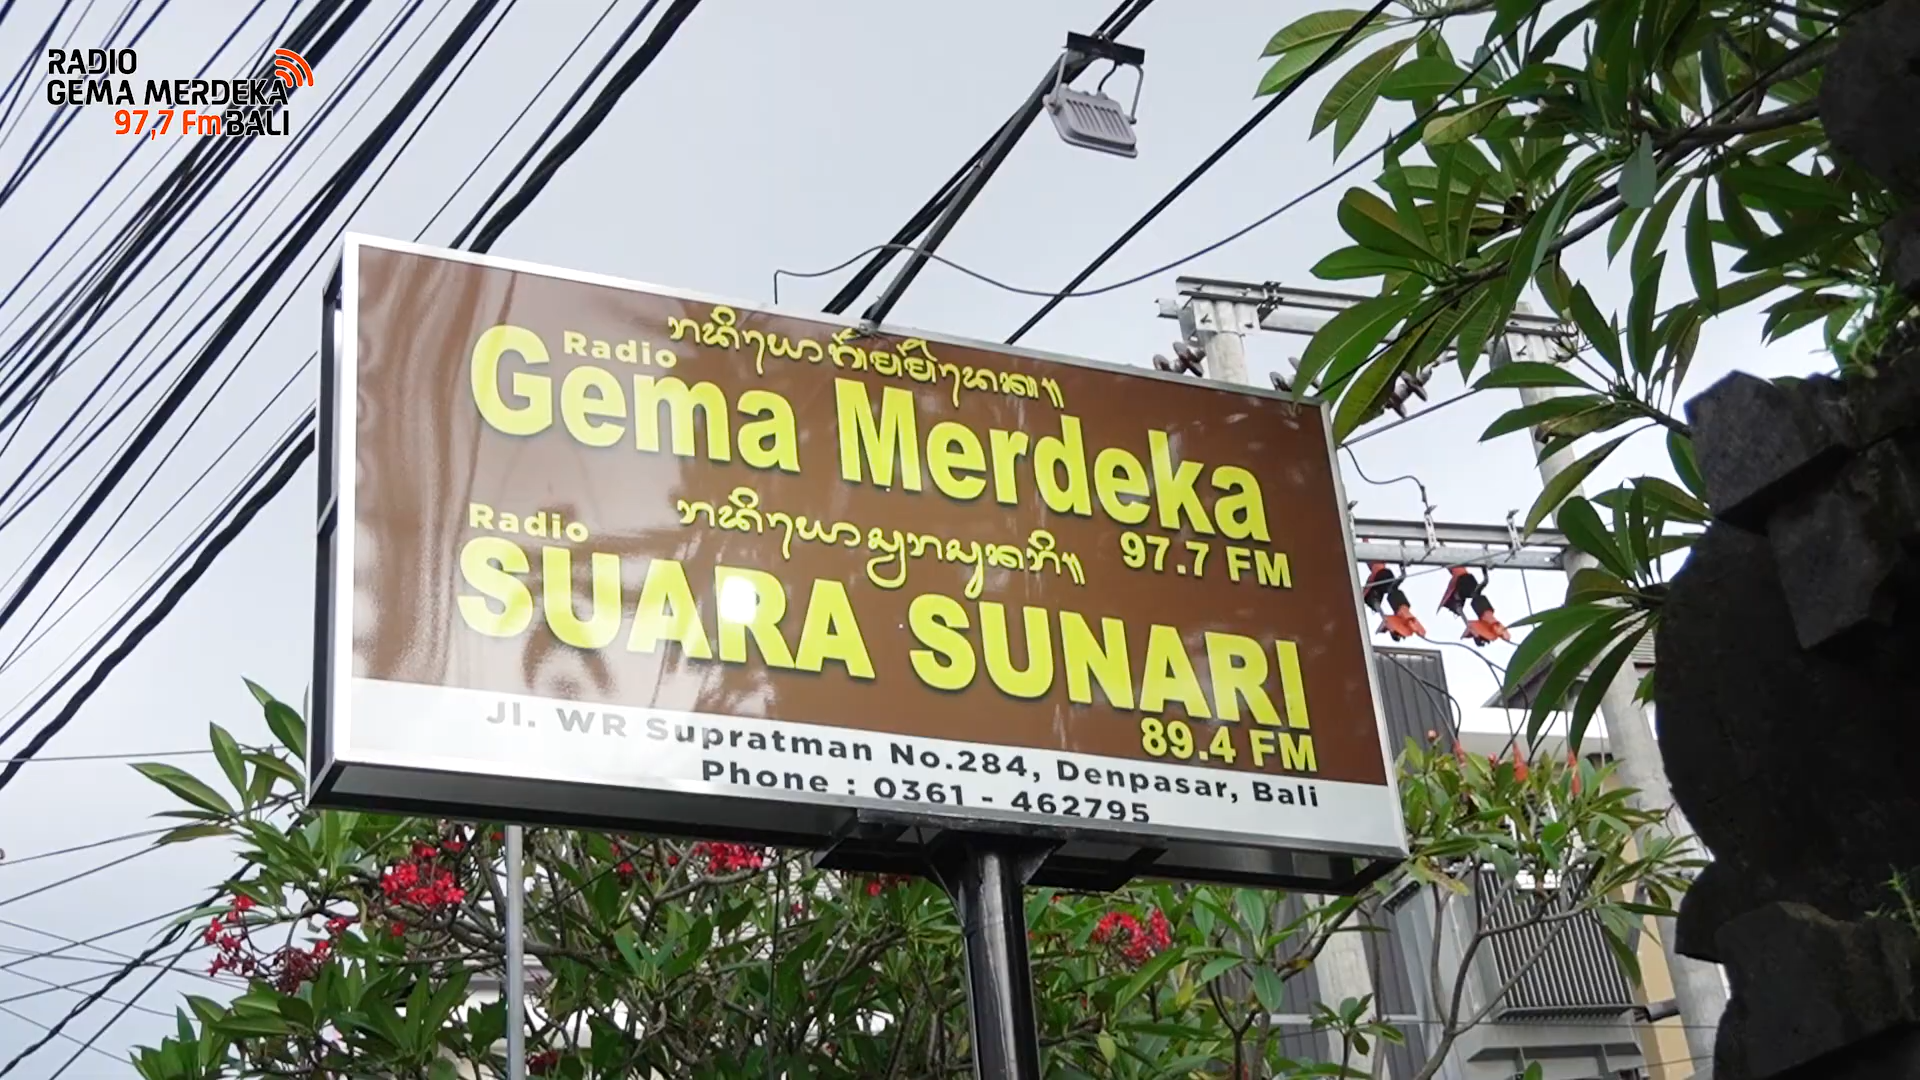 RADIO
GEMA MERDEKA
97,7 Fm BALI
Radio
Gema Merdeka
97.7 FM
Radio
SUARA SUNARI
89.4 FM
Jl. WR Supratman No.284, Denpasar, Bali
Phone : 0361 - 462795